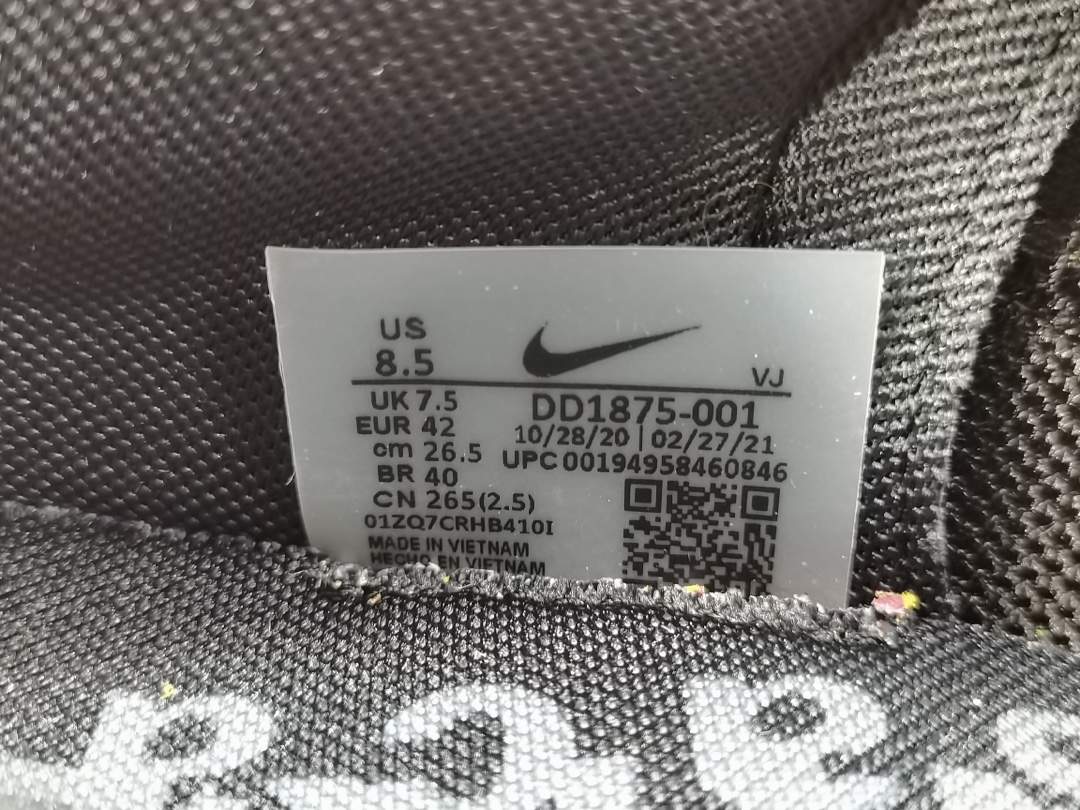 US
8.5
VJ
UK 7.5
EUR 42
cm 26.5
BR 40
CN 265(2.5)
DD1875-001
10/28/20 | 02/27/21
UPC 00194958460846
01ZQ7CRHB410I
MADE IN VIETNAM
HECHO EN VIETNAM